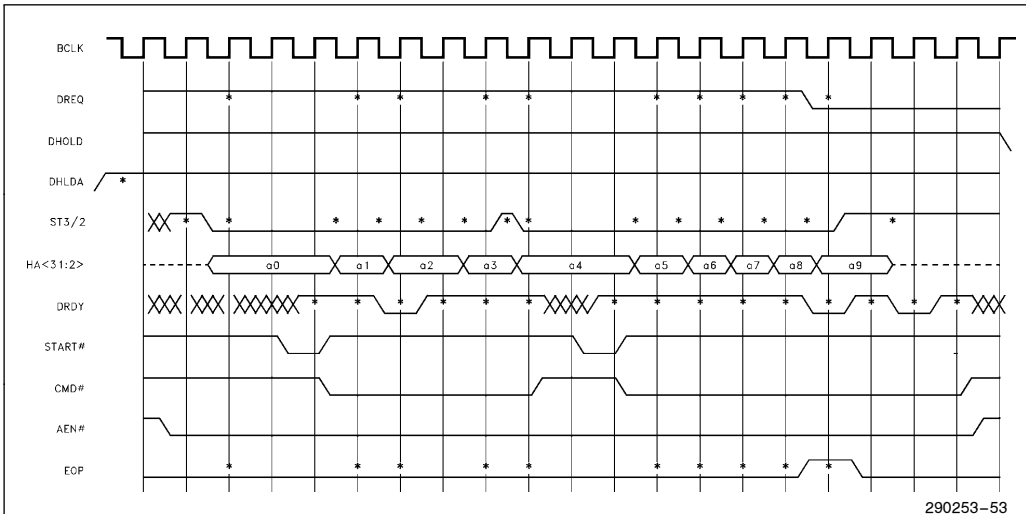 BCLK
DREQ * * * * * * * * * *
DHOLD
DHLDA *
ST3/2 * * * * * * * * * * * * * *
HA<31:2> a0 a1 a2 a3 a4 a5 a6 a7 a8 a9
DRDY * * * * * * * * * * * * * *
START#
CMD#
AEN#
EOP * * * * * * * * * *
290253-53